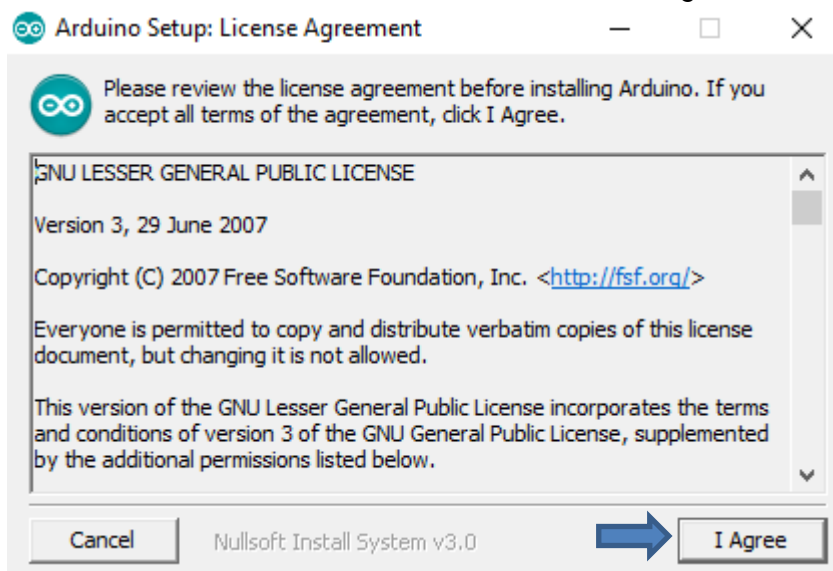 Arduino Setup: License Agreement
Please review the license agreement before installing Arduino. If you
accept all terms of the agreement, click I Agree.
GNU LESSER GENERAL PUBLIC LICENSE
Version 3, 29 June 2007
Copyright (C) 2007 Free Software Foundation, Inc. <http://fsf.org/>
Everyone is permitted to copy and distribute verbatim copies of this license
document, but changing it is not allowed.
This version of the GNU Lesser General Public License incorporates the terms
and conditions of version 3 of the GNU General Public License, supplemented
by the additional permissions listed below.
Cancel
Nullsoft Install System v3.0
I Agree